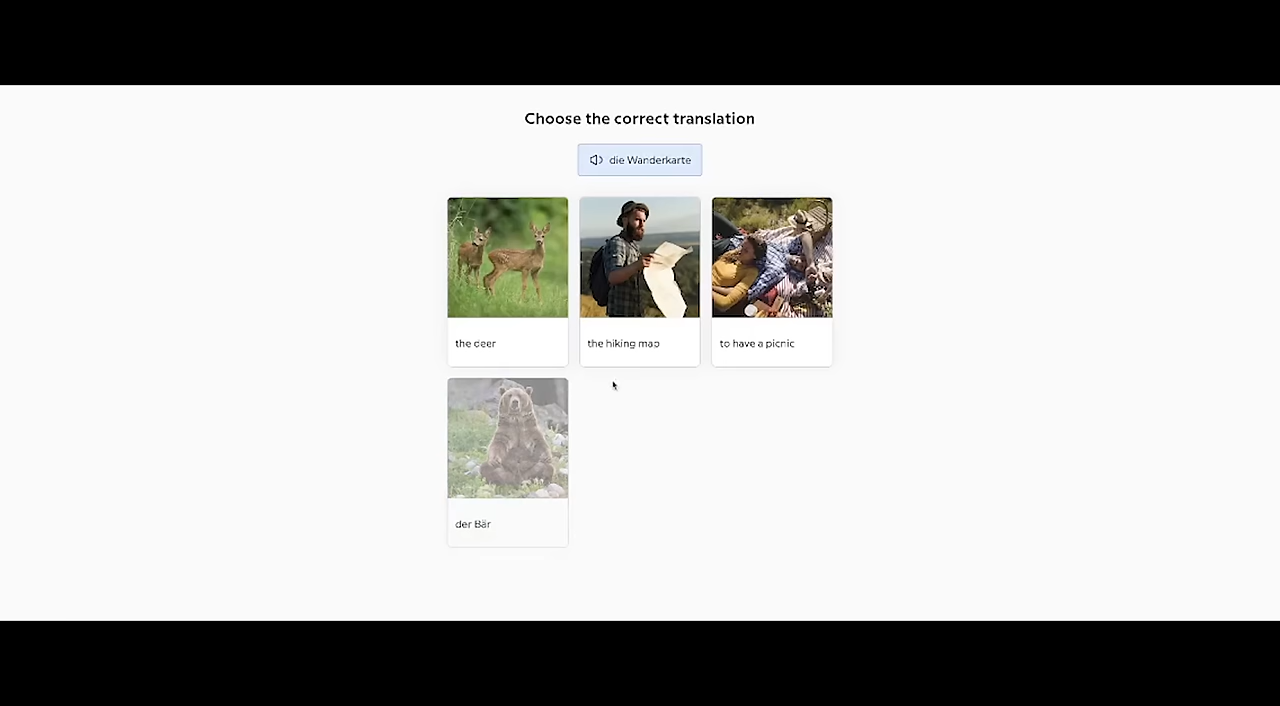 Choose the correct translation
die Wanderkarte
the deer
the hiking map
to have a picnic
der Bär